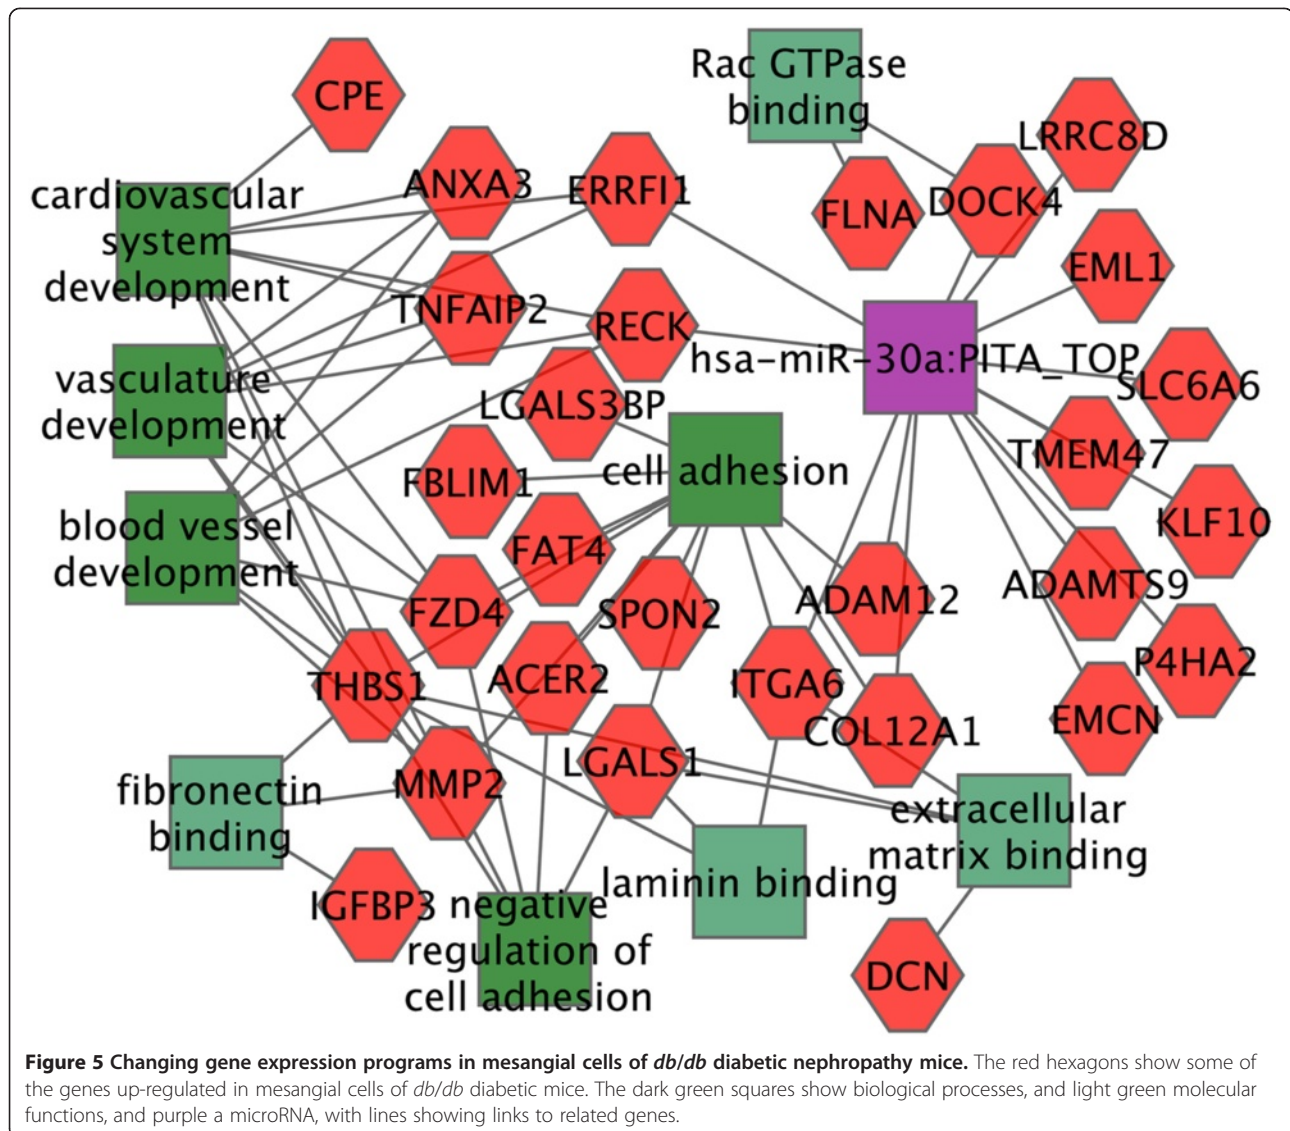 CPE
Rac GTPase
binding
LRRC8D
cardiovascular
system
development
ANXA3
ERRFI1
FLNA
DOCK4
EML1
TNFAIP2
RECK
hsa-miR-30a:PITA_TOP
SLC6A6
vasculature
development
LGALS3BP
cell adhesion
TMEM47
FBLIM1
KLF10
blood vessel
development
FAT4
ADAMTS9
FZD4
SPON2
ADAM12
P4HA2
THBS1
ACER2
ITGA6
EMCN
COL12A1
MMP2
LGALS1
fibronectin
binding
extracellular
matrix binding
laminin binding
IGFBP3
negative
regulation of
cell adhesion
DCN
Figure 5 Changing gene expression programs in mesangial cells of db/db diabetic nephropathy mice. The red hexagons show some of
the genes up-regulated in mesangial cells of db/db diabetic mice. The dark green squares show biological processes, and light green molecular
functions, and purple a microRNA, with lines showing links to related genes.